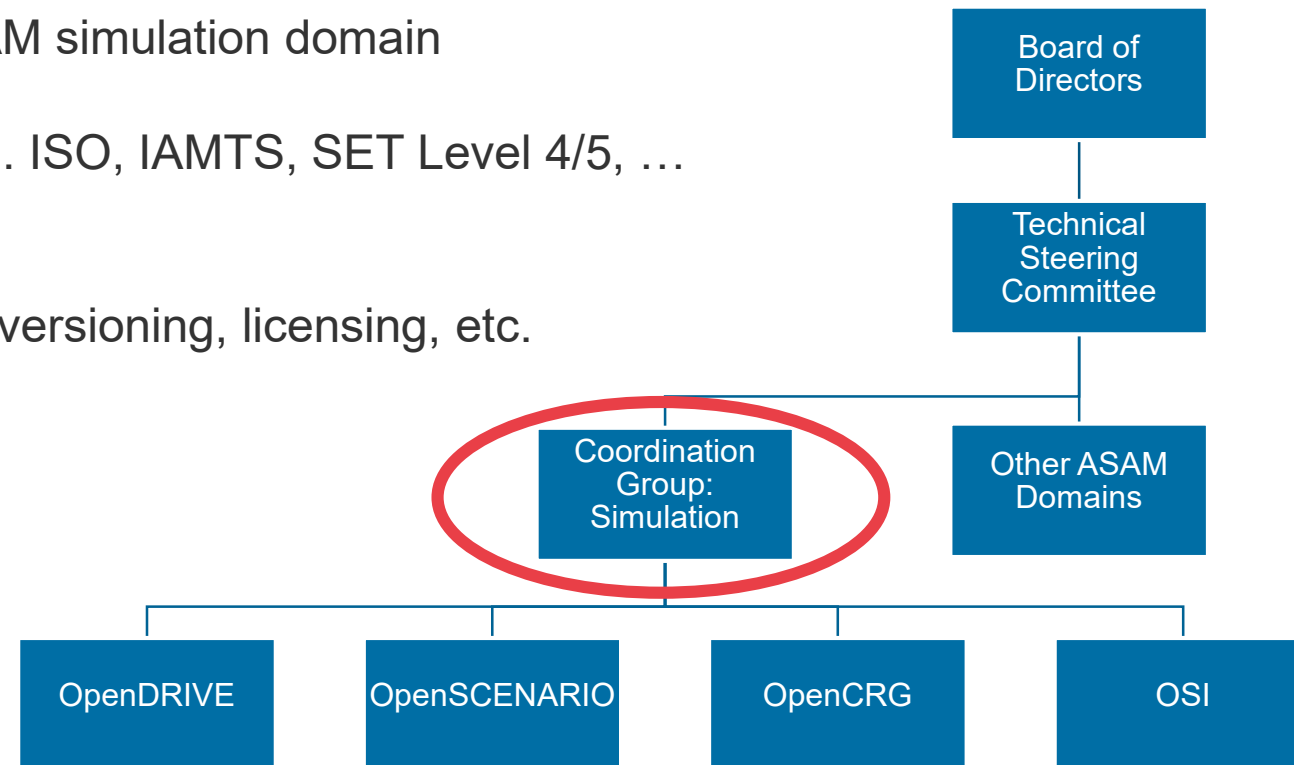 AM simulation domain
. ISO, IAMTS, SET Level 4/5, …
versioning, licensing, etc.
Board of
Directors
Technical
Steering
Committee
Coordination
Group:
Simulation
Other ASAM
Domains
OpenDRIVE
OpenSCENARIO
OpenCRG
OSI